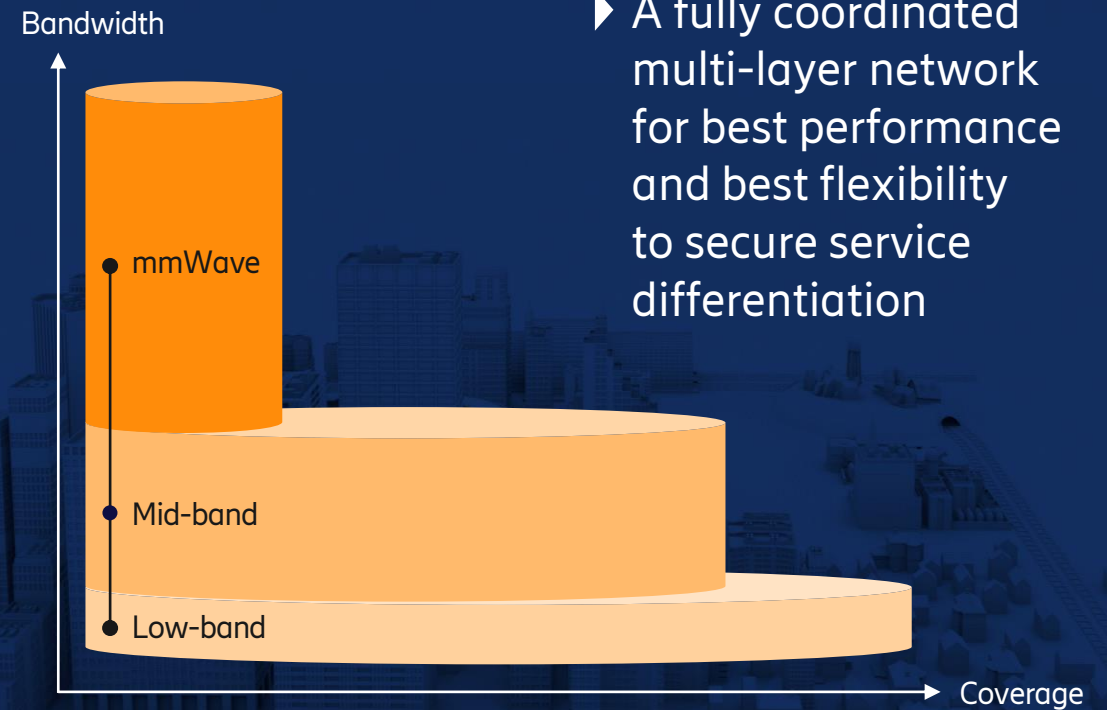 Bandwidth
A fully coordinated
multi-layer network
for best performance
and best flexibility
to secure service
differentiation
mmWave
Mid-band
Low-band
Coverage